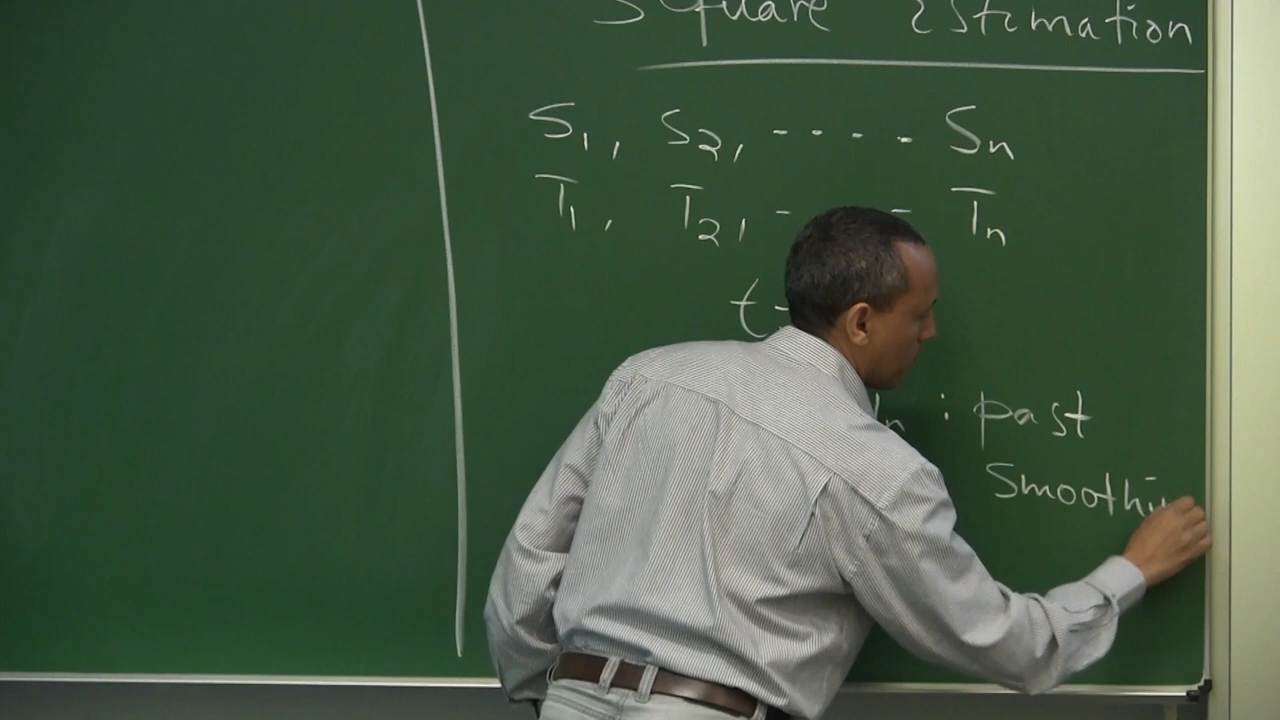 Square Estimation
S1, S2, ---- Sn
T1, T2, - - Tn
t-
n : past
Smoothi